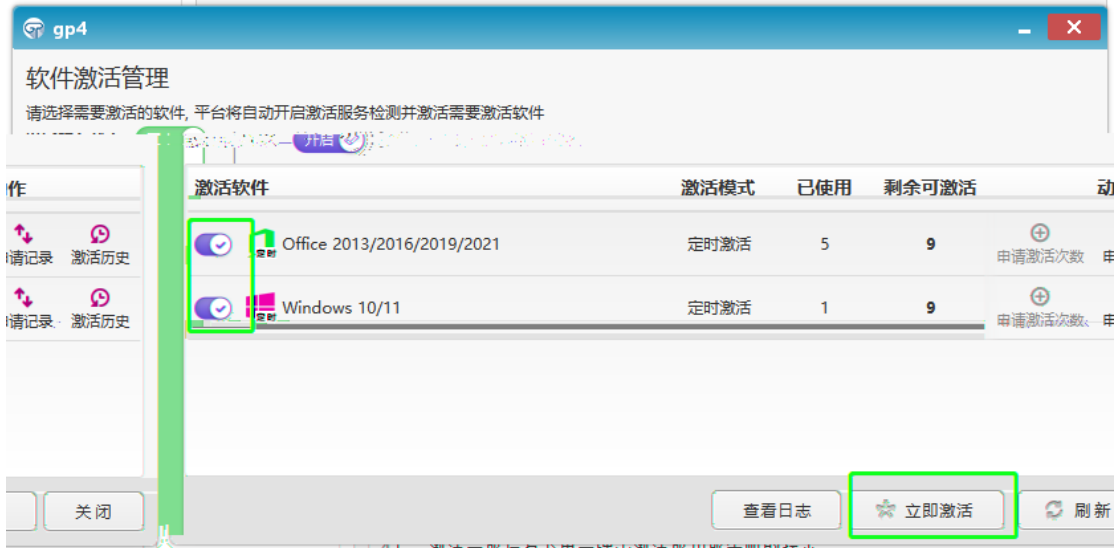 gp4
软件激活管理
请选择需要激活的软件, 平台将自动开启激活服务检测并激活需要激活软件
开启
作 激活软件 激活模式 已使用 剩余可激活 动
请记录 激活历史 定时 Office 2013/2016/2019/2021 定时激活 5 9 申请激活次数 申
请记录 激活历史 定时 Windows 10/11 定时激活 1 9 申请激活次数 申
关闭 查看日志 立即激活 刷新